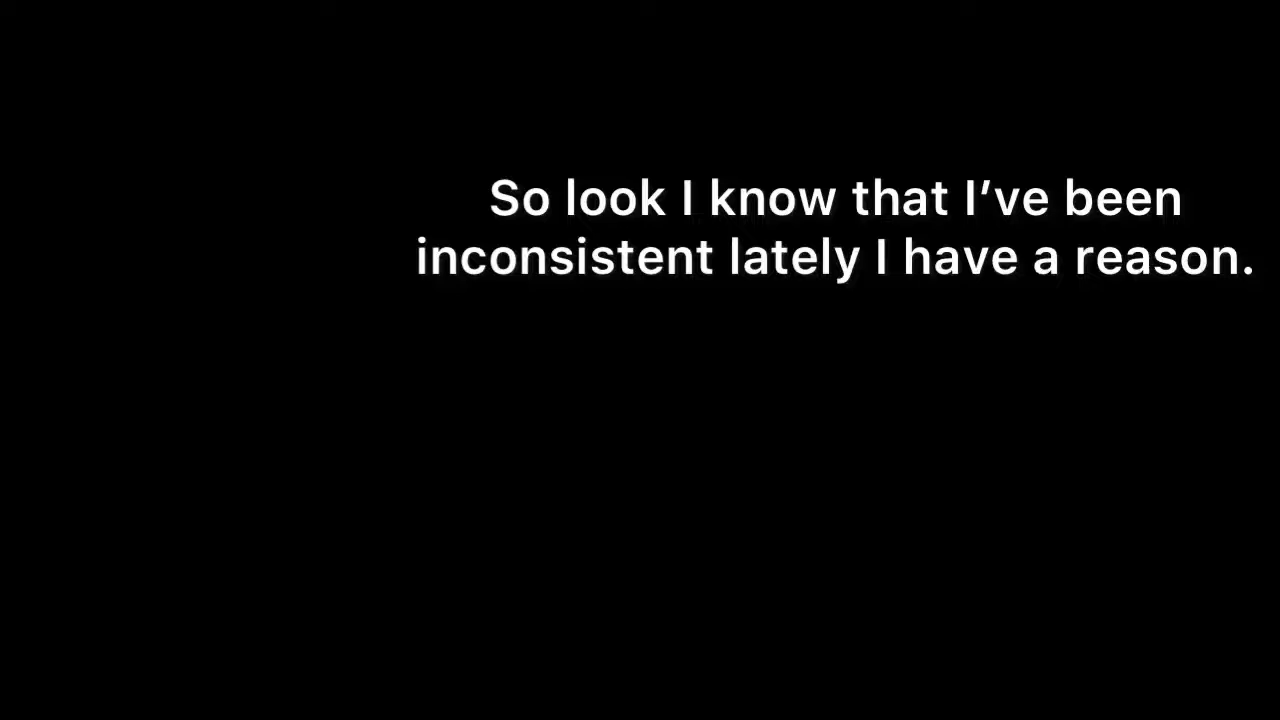 So look I know that I’ve been
inconsistent lately I have a reason.